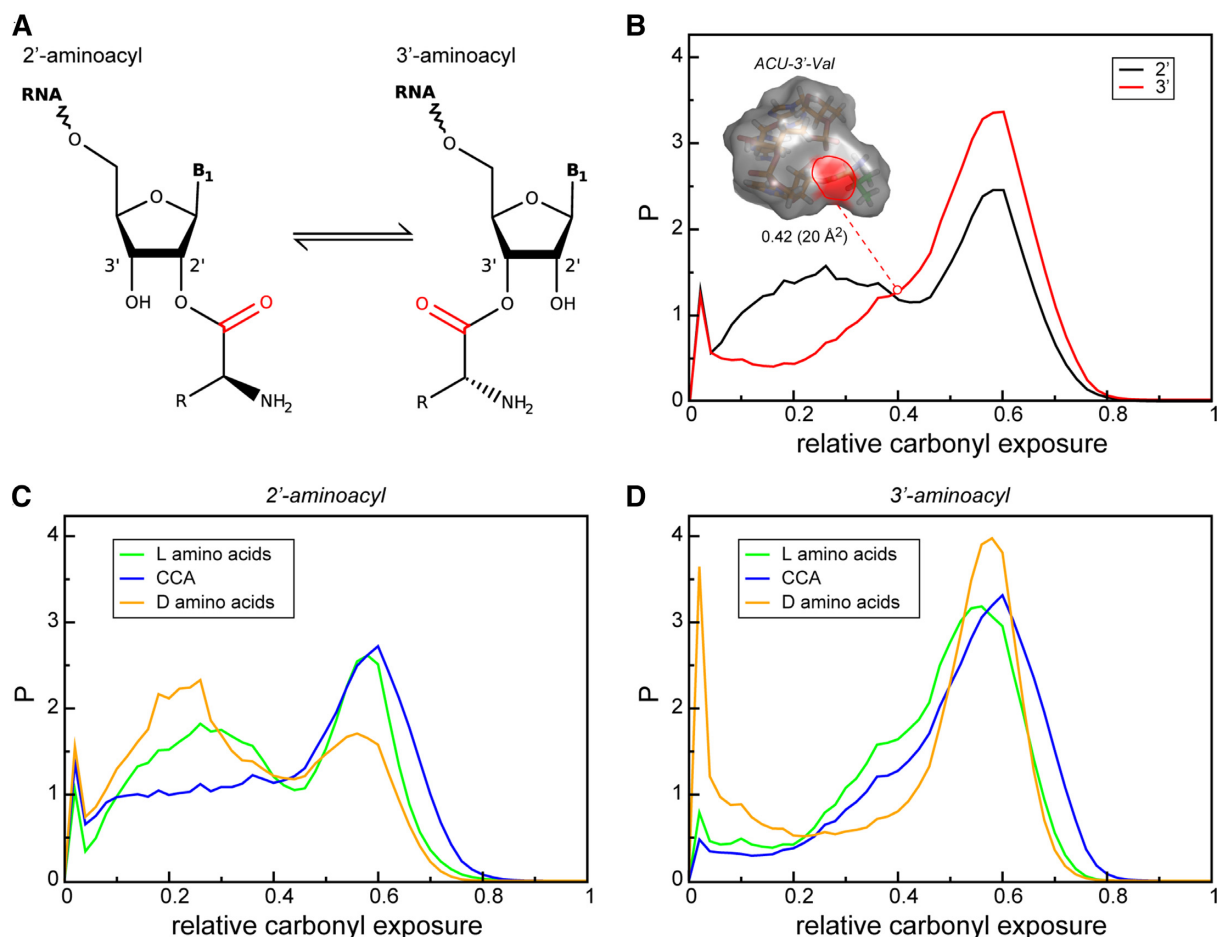 A
2'-aminoacyl
3'-aminoacyl
RNA
O
B1
O
3'
2'
OH
O
O
R
NH2
RNA
O
B1
O
3'
2'
O
OH
O
R
NH2
B
ACU-3'-Val
0.42 (20 Å2)
2'
3'
P
4
3
2
1
0
0
0.2
0.4
0.6
0.8
1
relative carbonyl exposure
C
2'-aminoacyl
L amino acids
CCA
D amino acids
P
4
3
2
1
0
0
0.2
0.4
0.6
0.8
1
relative carbonyl exposure
D
3'-aminoacyl
L amino acids
CCA
D amino acids
P
4
3
2
1
0
0
0.2
0.4
0.6
0.8
1
relative carbonyl exposure